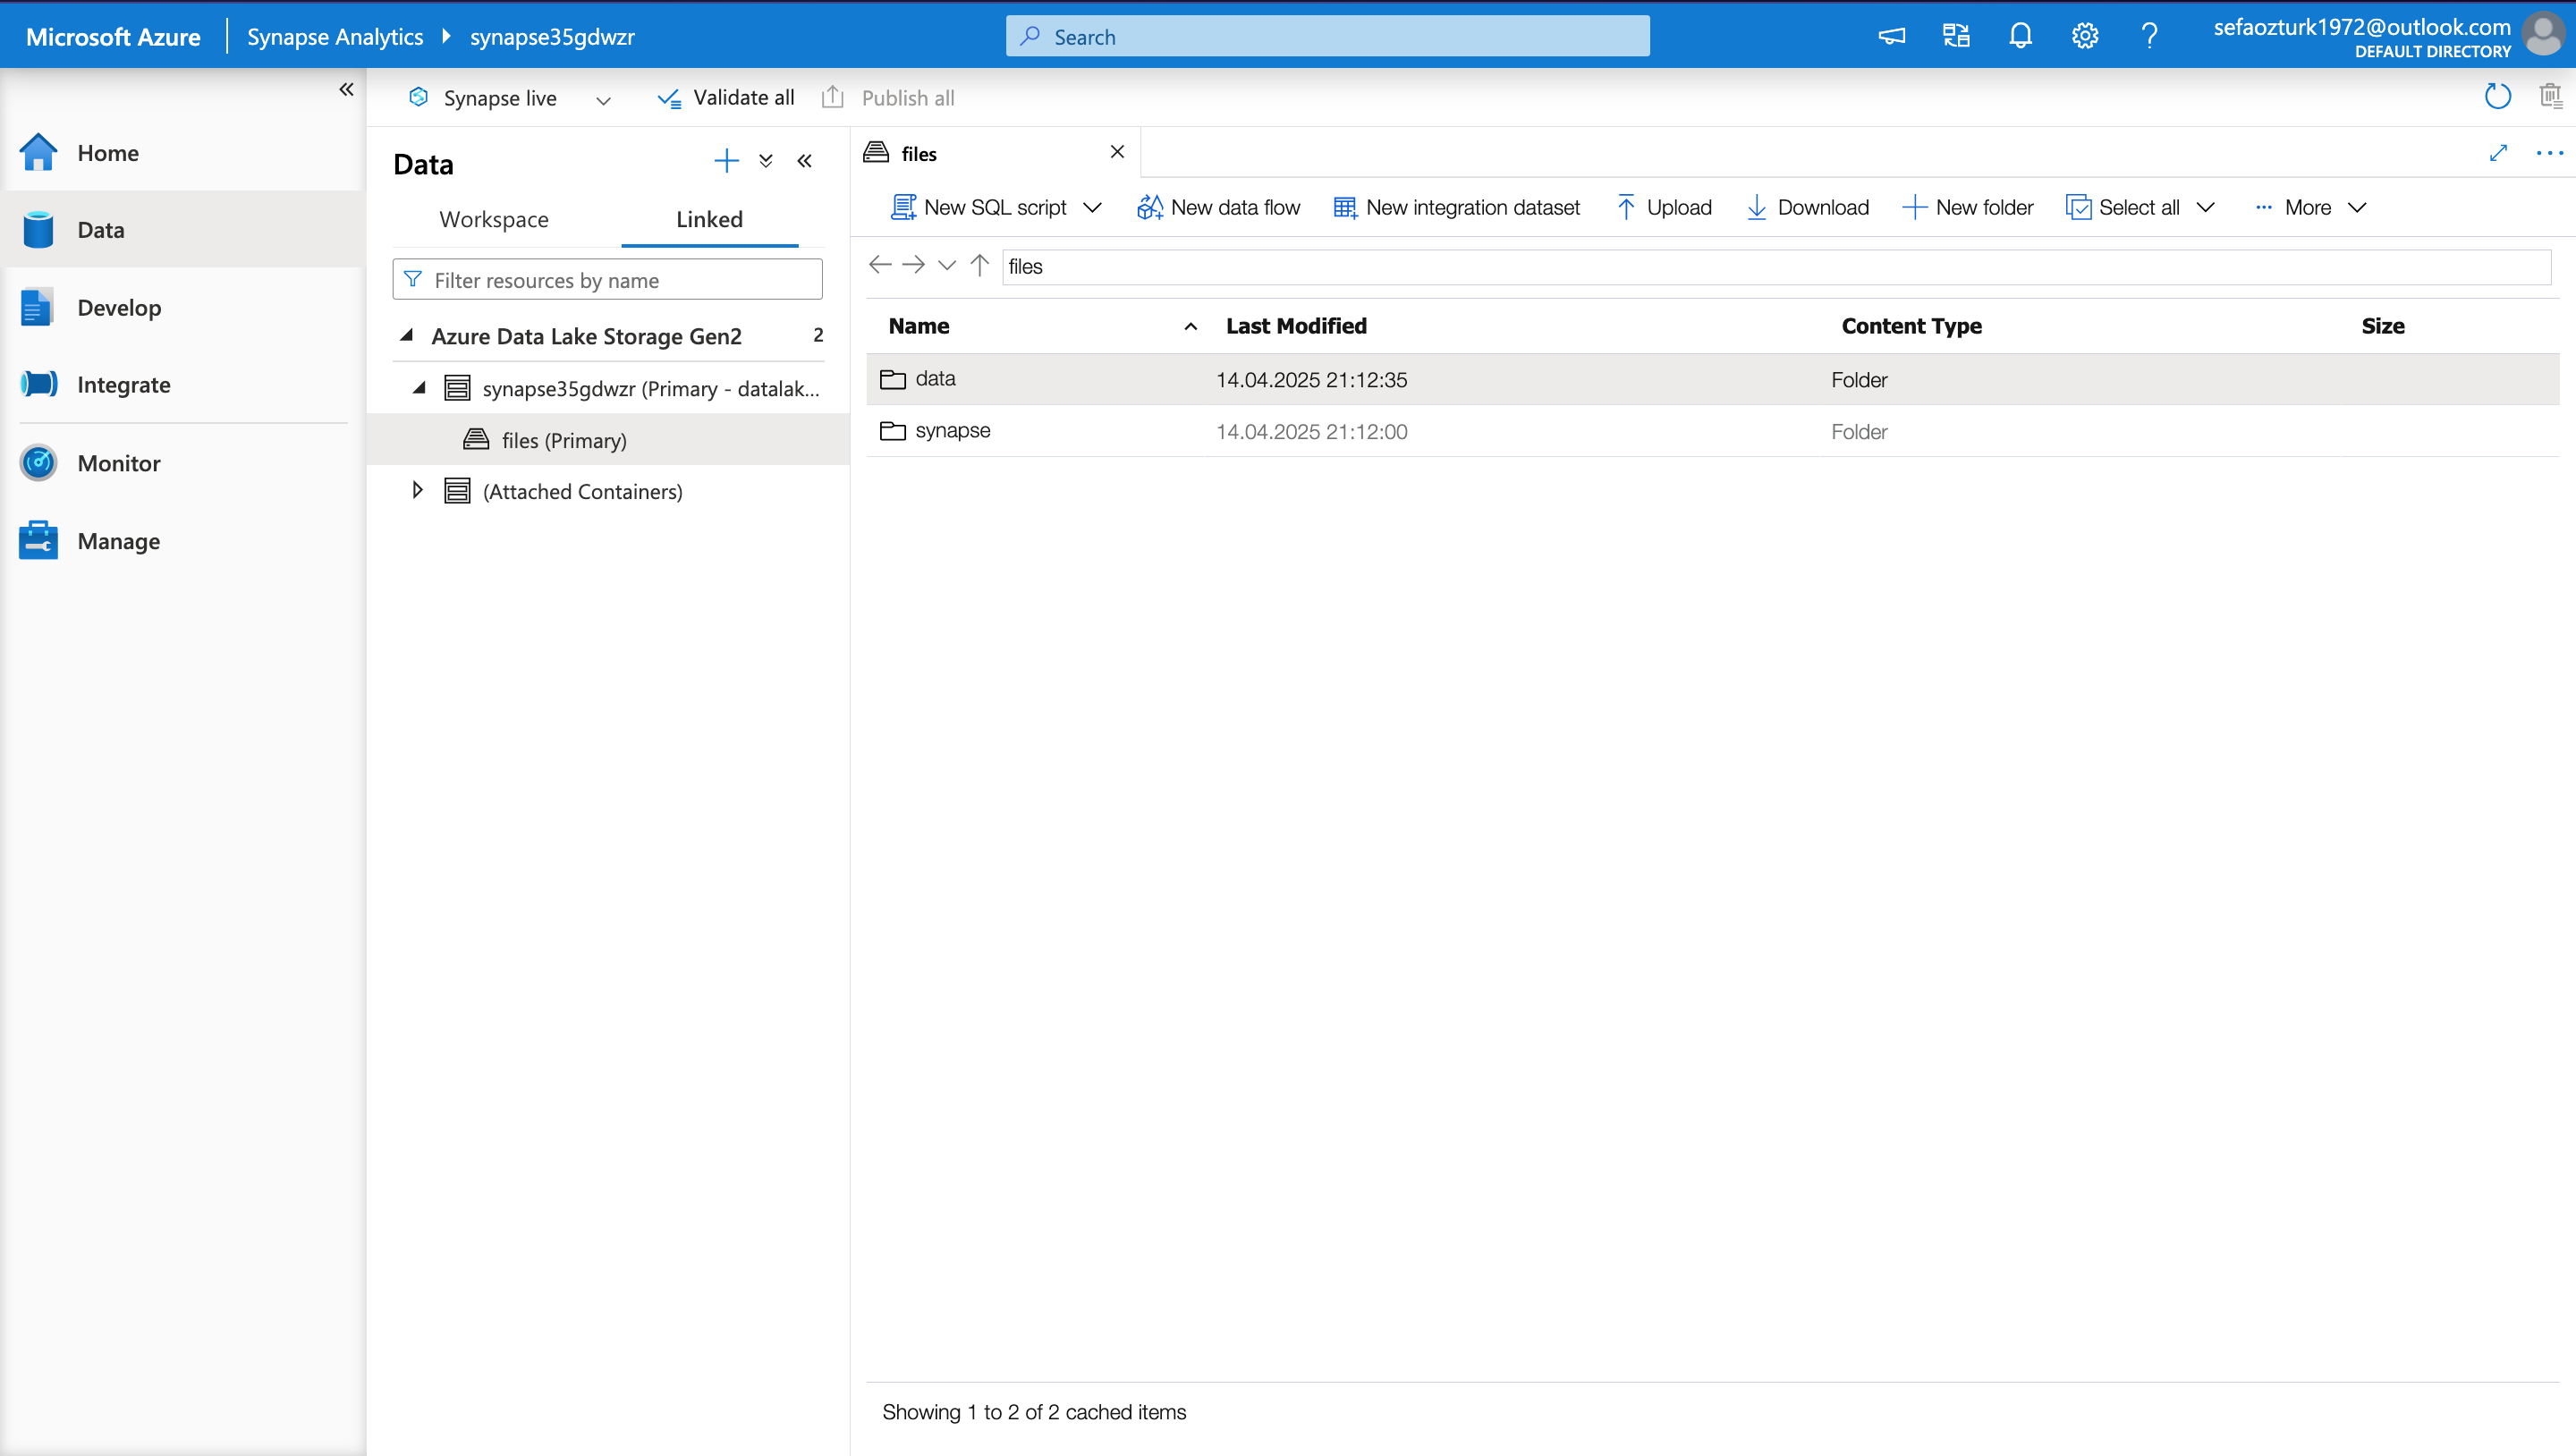 Microsoft Azure
Synapse Analytics
synapse35gdwzr
Search
sefaozturk1972@outlook.com
DEFAULT DIRECTORY
Synapse live
Validate all
Publish all
Home
Data
Develop
Integrate
Monitor
Manage
Data
Workspace
Linked
Filter resources by name
Azure Data Lake Storage Gen2 2
synapse35gdwzr (Primary - datalak...
files (Primary)
(Attached Containers)
files
New SQL script
New data flow
New integration dataset
Upload
Download
New folder
Select all
More
files
Name Last Modified Content Type Size
data 14.04.2025 21:12:35 Folder
synapse 14.04.2025 21:12:00 Folder
Showing 1 to 2 of 2 cached items